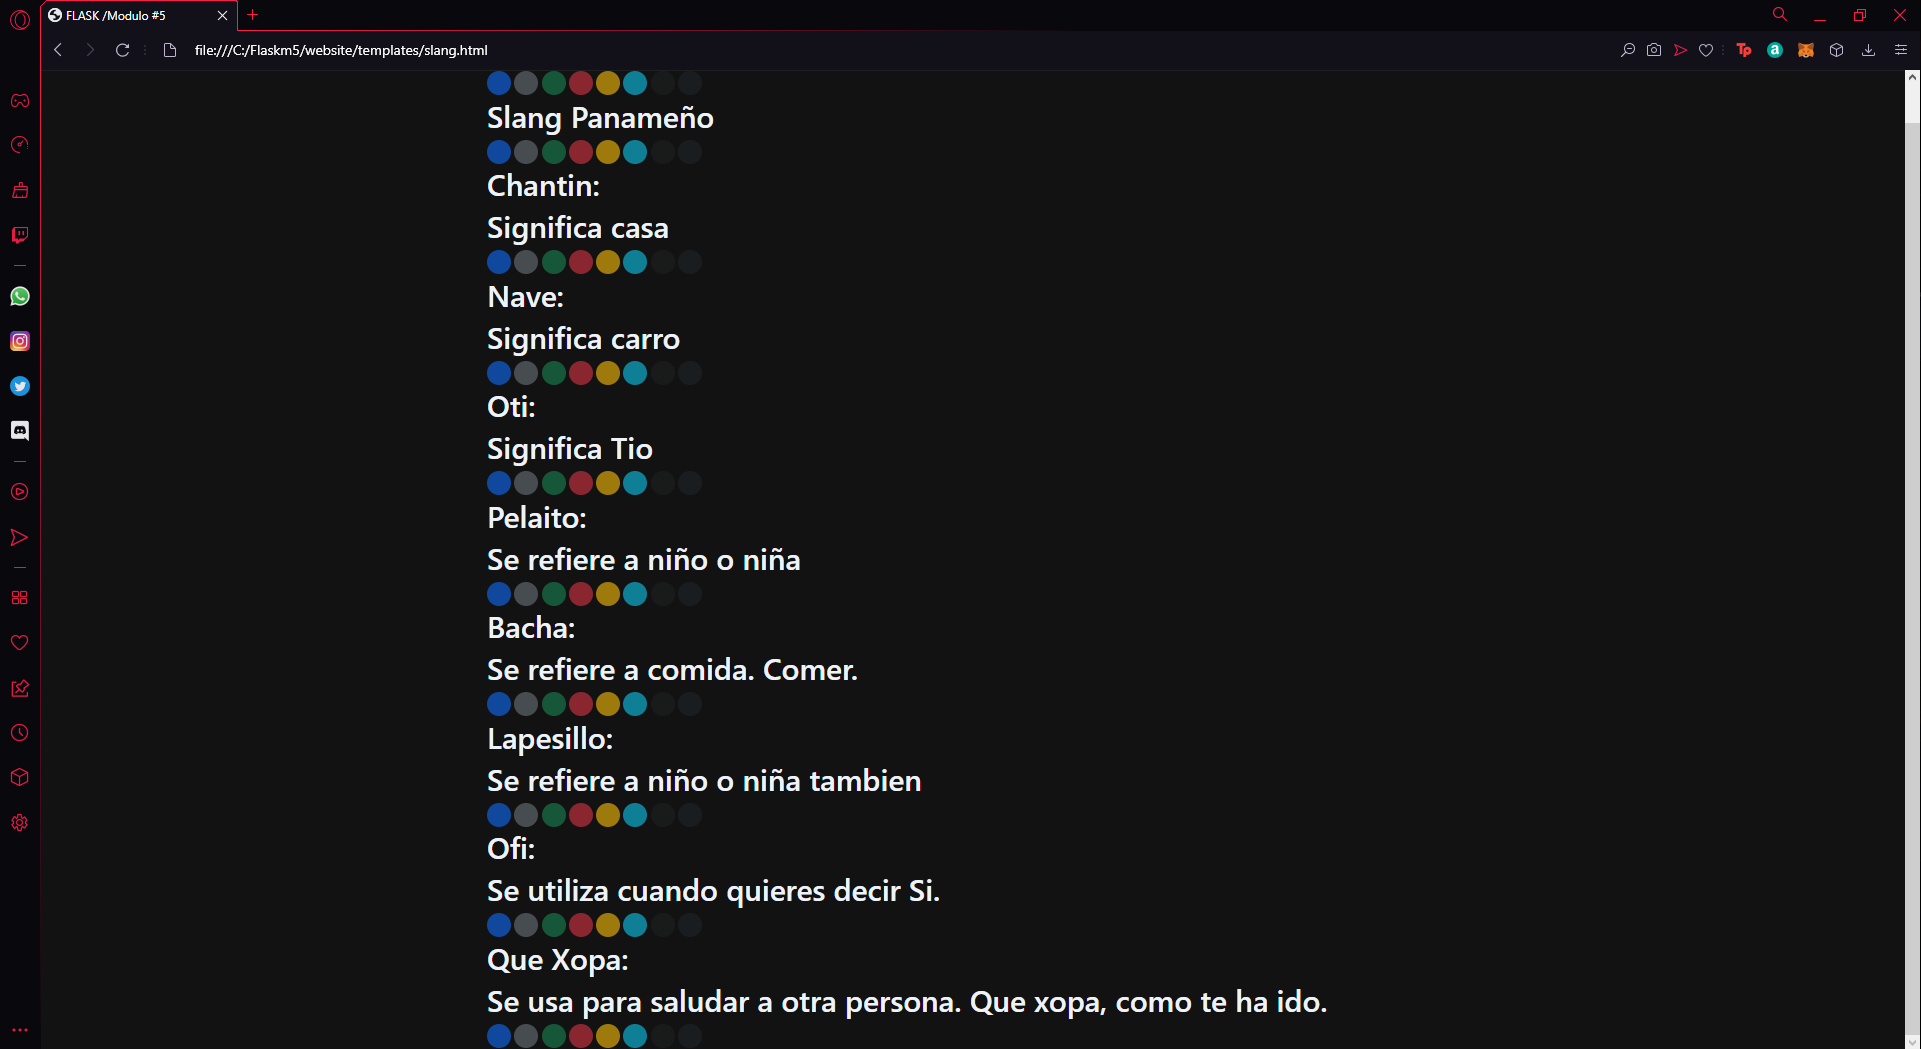 FLASK /Modulo #5
file:///C:/Flaskm5/website/templates/slang.html
Tp
a
Slang Panameño
Chantin:
Significa casa
Nave:
Significa carro
Oti:
Significa Tio
Pelaito:
Se refiere a niño o niña
Bacha:
Se refiere a comida. Comer.
Lapesillo:
Se refiere a niño o niña tambien
Ofi:
Se utiliza cuando quieres decir Si.
Que Xopa:
Se usa para saludar a otra persona. Que xopa, como te ha ido.